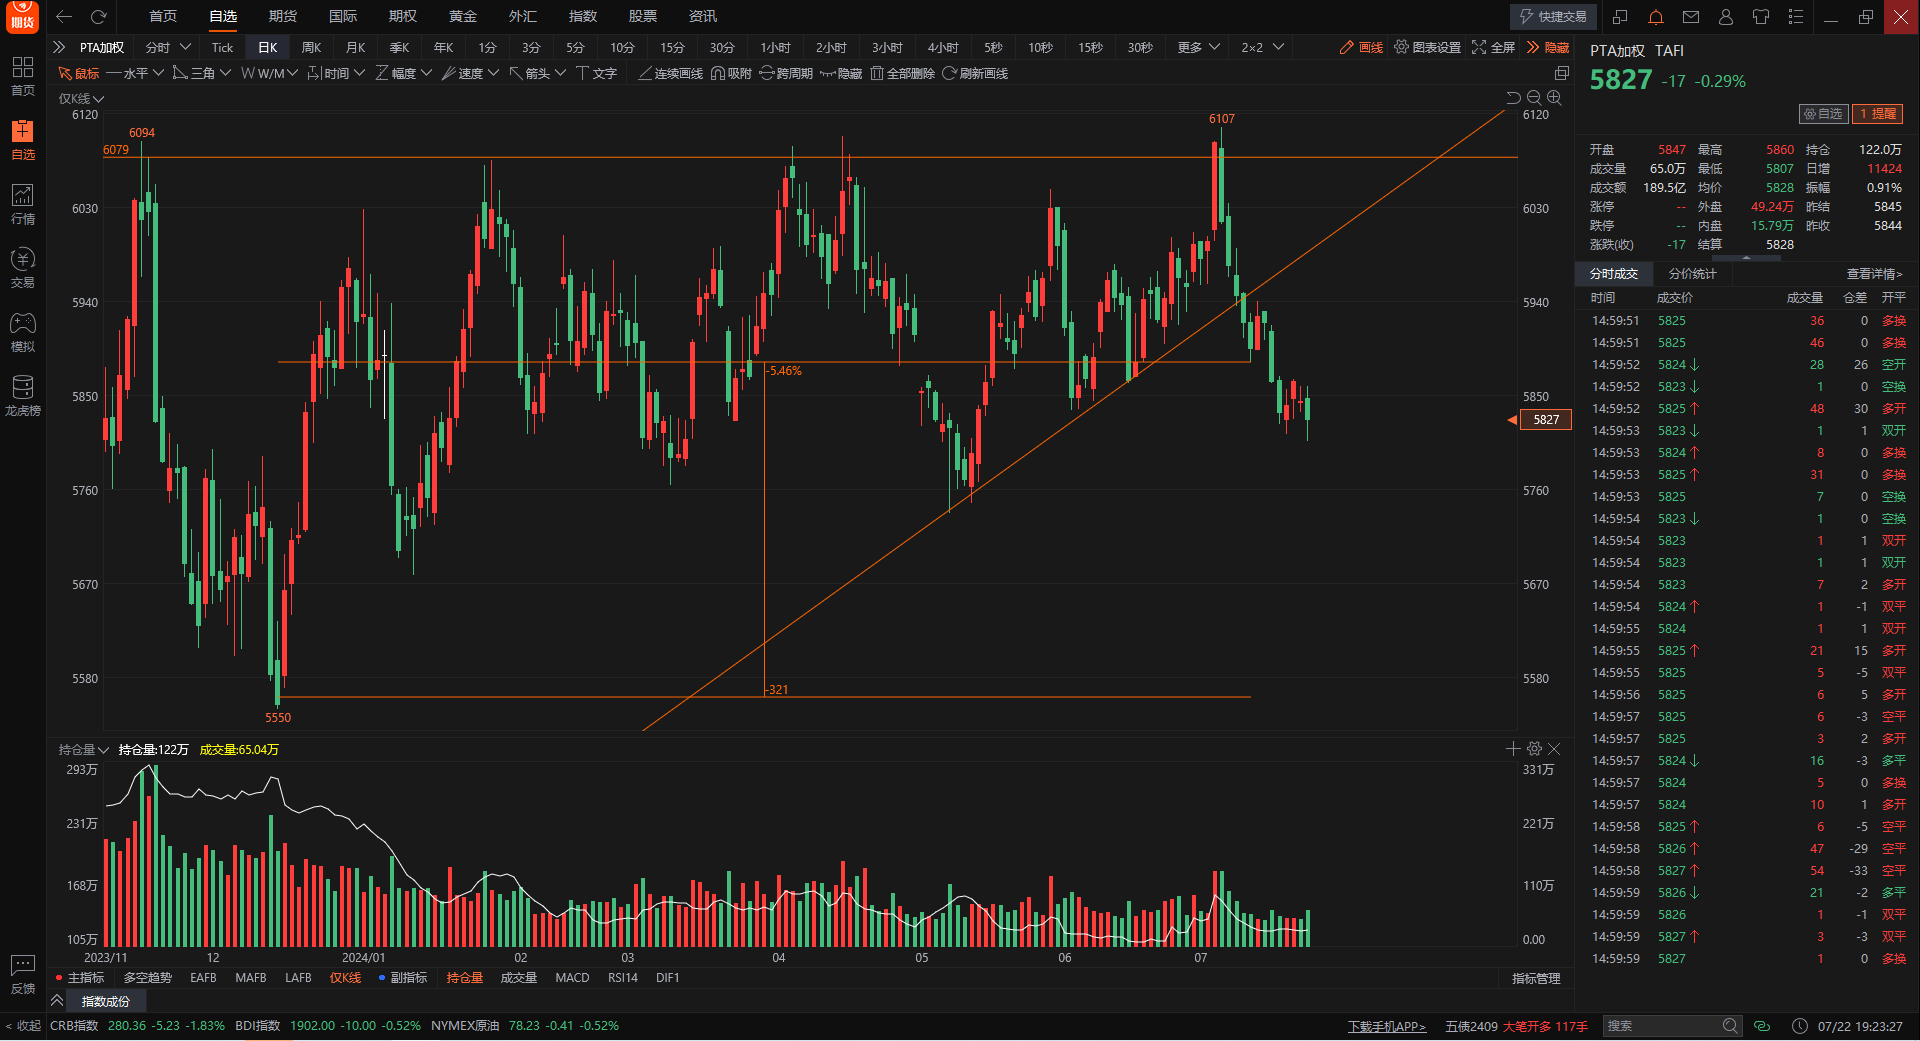 期货
首页 自选 期货 国际 期权 黄金 外汇 指数 股票 资讯 快捷交易
PTA加权 分时 Tick 日K 周K 月K 季K 年K 1分 3分 5分 10分 15分 30分 1小时 2小时 3小时 4小时 5秒 10秒 15秒 30秒 更多 2×2 画线 图表设置 全屏 隐藏
鼠标 水平 三角 W/M 时间 幅度 速度 箭头 文字 连续画线 吸附 跨周期 隐藏 全部删除 刷新画线
首页
自选
行情
交易
模拟
龙虎榜
反馈
< 收起
仅K线
6120
6030
5940
5850
5760
5670
5580
6094
6079
6107
-5.46%
-321
5550
6120
6030
5940
5850
5827
5760
5670
5580
持仓量 持仓量:122万 成交量:65.04万
293万
231万
168万
105万
331万
221万
110万
0.00
2023/11 12 2024/01 02 03 04 05 06 07
主指标 多空趋势 EAFB MAFB LAFB 仅K线 副指标 持仓量 成交量 MACD RSI14 DIF1 指标管理
指数成份
PTA加权 TAFI
5827 -17 -0.29%
自选 1 提醒
开盘 5847 最高 5860 持仓 122.0万
成交量 65.0万 最低 5807 日增 11424
成交额 189.5亿 均价 5828 振幅 0.91%
涨停 -- 外盘 49.24万 昨结 5845
跌停 -- 内盘 15.79万 昨收 5844
涨跌(收) -17 结算 5828
分时成交 分价统计 查看详情>
时间 成交价 成交量 仓差 开平
14:59:51 5825 36 0 多换
14:59:51 5825 46 0 多换
14:59:52 5824↓ 28 26 空开
14:59:52 5823↓ 1 0 空换
14:59:52 5825↑ 48 30 多开
14:59:53 5823↓ 1 1 双开
14:59:53 5824↑ 8 0 多换
14:59:53 5825↑ 31 0 多换
14:59:53 5825 7 0 空换
14:59:54 5823↓ 1 0 空换
14:59:54 5823 1 1 双开
14:59:54 5823 1 1 双开
14:59:54 5823 7 2 多开
14:59:54 5824↑ 1 -1 双平
14:59:55 5824 1 1 双开
14:59:55 5825↑ 21 15 多开
14:59:55 5825 5 -5 双平
14:59:56 5825 6 5 多开
14:59:57 5825 6 -3 空平
14:59:57 5825 3 2 多开
14:59:57 5824↓ 16 -3 多平
14:59:57 5824 5 0 多换
14:59:57 5824 10 1 多开
14:59:58 5825↑ 6 -5 空平
14:59:58 5826↑ 47 -29 空平
14:59:58 5827↑ 54 -33 空平
14:59:59 5826↓ 21 -2 多平
14:59:59 5826 1 -1 双平
14:59:59 5827↑ 3 -3 双平
14:59:59 5827 1 0 多换
CRB指数 280.36 -5.23 -1.83% BDI指数 1902.00 -10.00 -0.52% NYMEX原油 78.23 -0.41 -0.52% 下载手机APP> 五债2409 大笔开多 117手 搜索 07/22 19:23:27